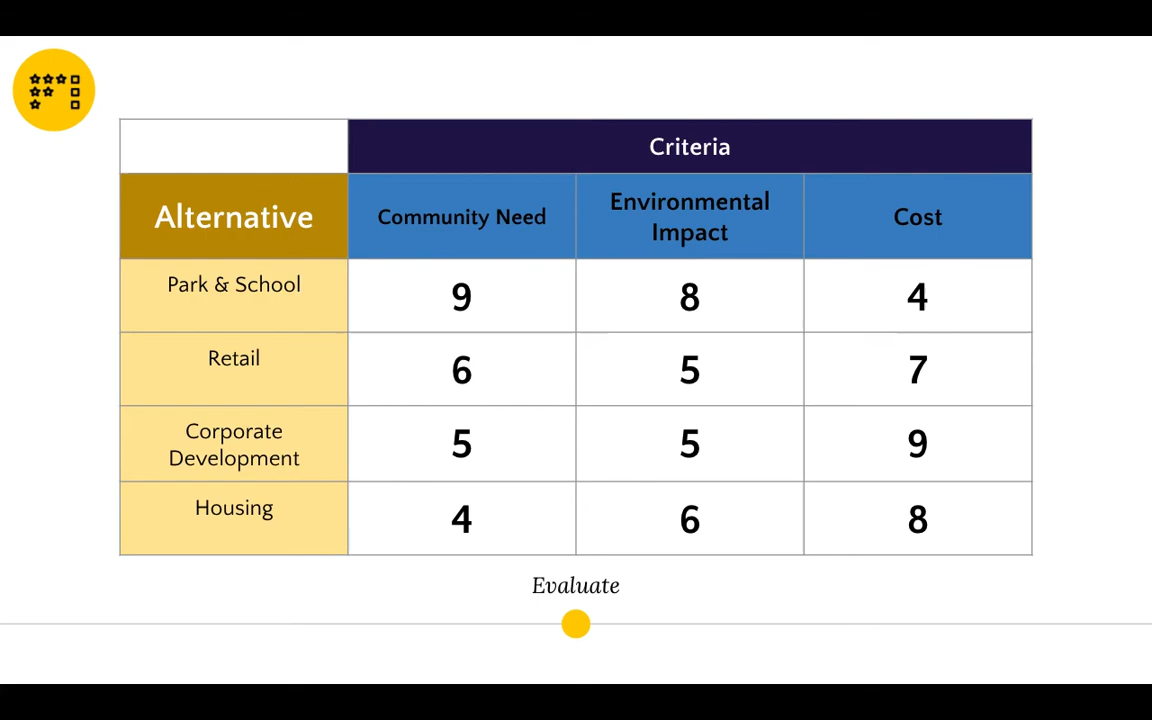 Criteria
Alternative
Community Need
Environmental
Impact
Cost
Park & School
9
8
4
Retail
6
5
7
Corporate
Development
5
5
9
Housing
4
6
8
Evaluate